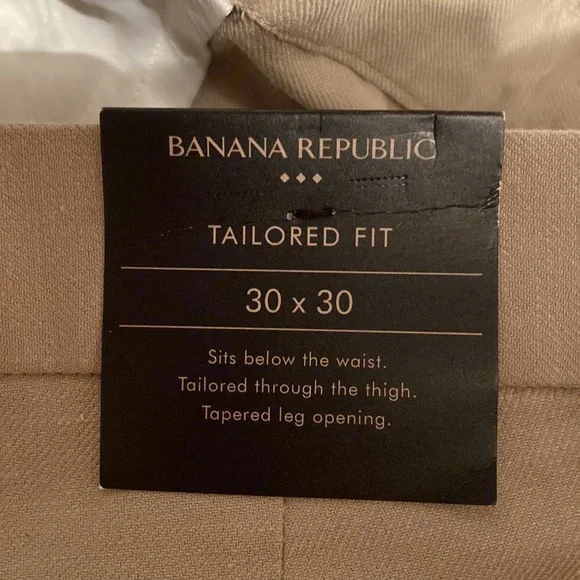 BANANA REPUBLIC
TAILORED FIT
30 x 30
Sits below the waist.
Tailored through the thigh.
Tapered leg opening.